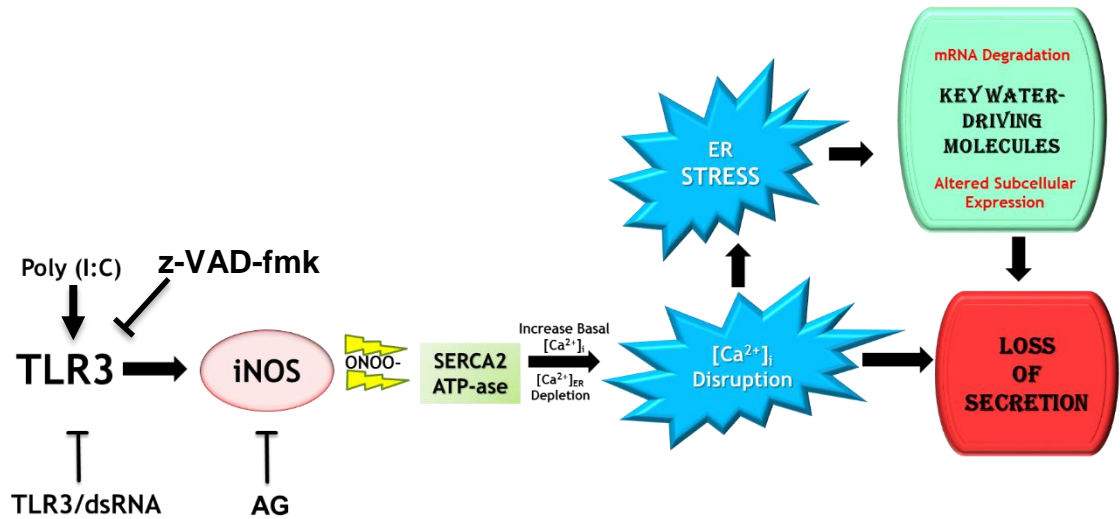 Poly (I:C)
z-VAD-fmk
TLR3
iNOS
ONOO-
SERCA2
ATP-ase
TLR3/dsRNA
AG
Increase Basal
[Ca²⁺]ᵢ
[Ca²⁺]ER
Depletion
[Ca²⁺]ᵢ
Disruption
ER
STRESS
mRNA Degradation
KEY WATER-
DRIVING
MOLECULES
Altered Subcellular
Expression
LOSS
OF
SECRETION